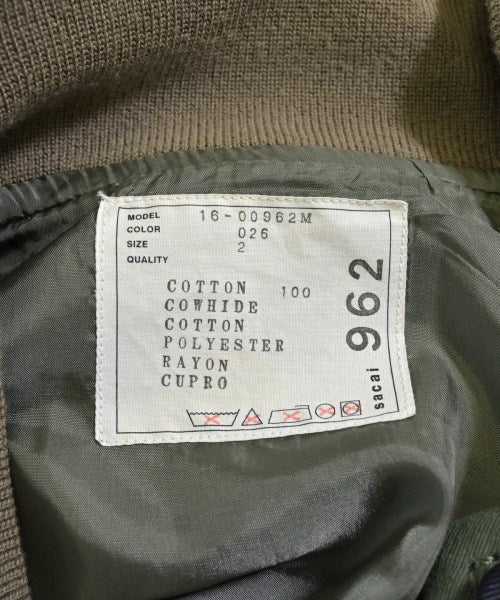 MODEL 16-00962M
COLOR 026
SIZE 2
QUALITY
COTTON 100
COWHIDE
COTTON
POLYESTER
RAYON
CUPRO
sacai 962